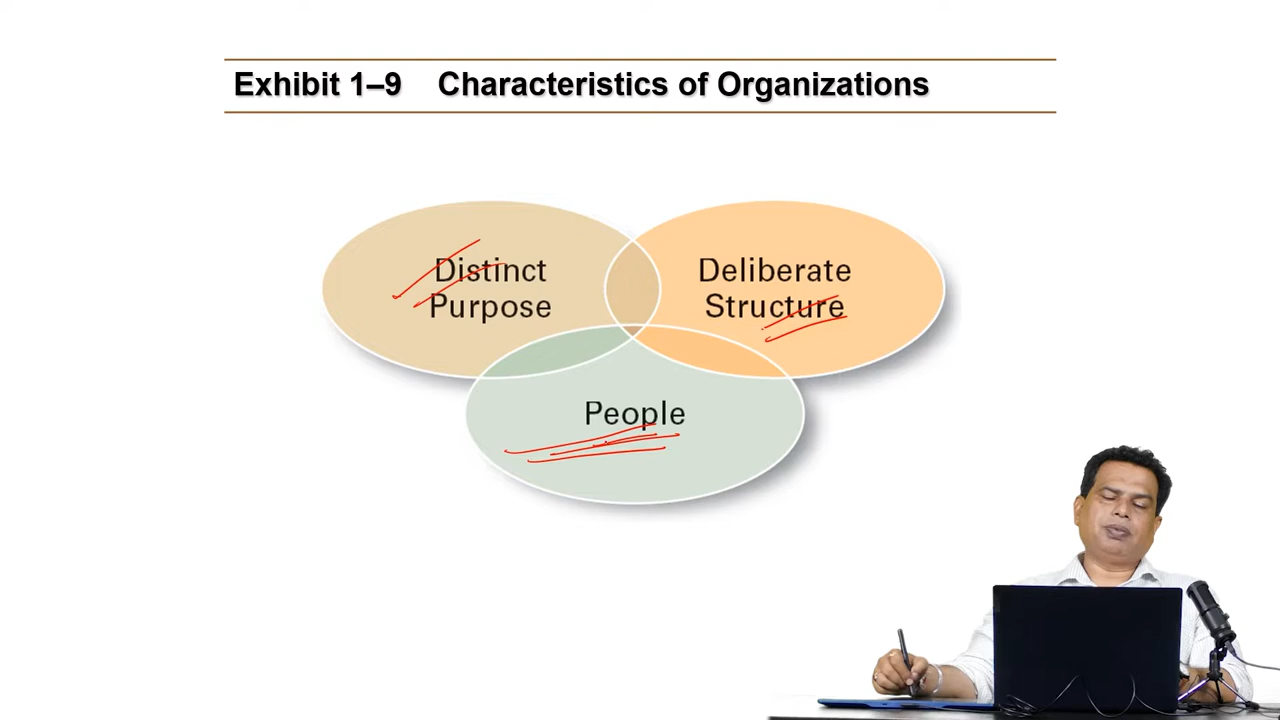 Exhibit 1–9 Characteristics of Organizations
Distinct
Purpose
Deliberate
Structure
People